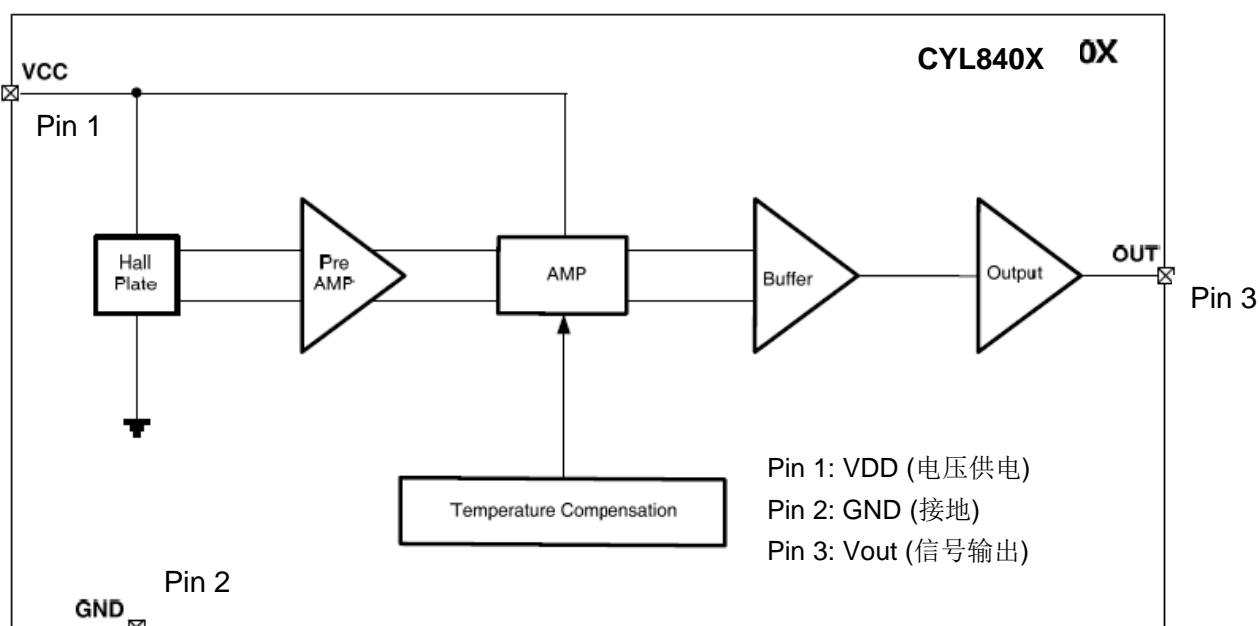 CYL840X 0X
VCC
Pin 1
Hall
Plate
Pre
AMP
AMP
Buffer
Output
OUT
Pin 3
Temperature Compensation
Pin 1: VDD (电压供电)
Pin 2: GND (接地)
Pin 3: Vout (信号输出)
Pin 2
GND